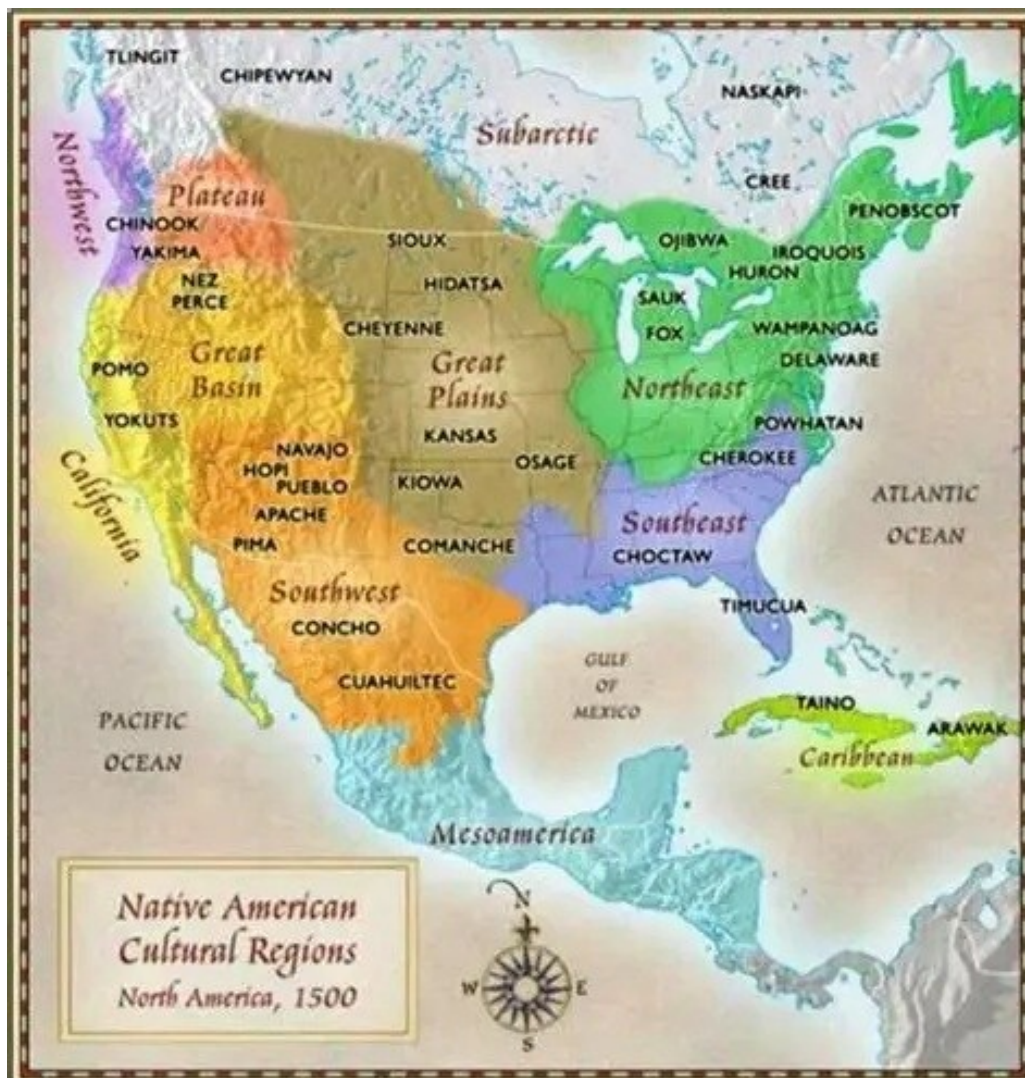 TLINGIT
CHIPEWYAN
NASKAPI
Subarctic
Northwest
Plateau
CREE
CHINOOK
PENOBSCOT
YAKIMA
SIOUX
OJIBWA
IROQUOIS
HURON
NEZ
PERCE
HIDATSA
SAUK
CHEYENNE
FOX
WAMPANOAG
DELAWARE
POMO
Great
Basin
Great
Plains
Northeast
YOKUTS
POWHATAN
KANSAS
NAVAJO
HOPI
PUEBLO
OSAGE
CHEROKEE
KIOWA
California
APACHE
Southeast
ATLANTIC
OCEAN
PIMA
COMANCHE
CHOCTAW
Southwest
CONCHO
TIMUCUA
CUAHUILTEC
GULF
OF
MEXICO
PACIFIC
OCEAN
TAINO
ARAWAK
Caribbean
Mesoamerica
Native American
Cultural Regions
North America, 1500
N
W
E
S